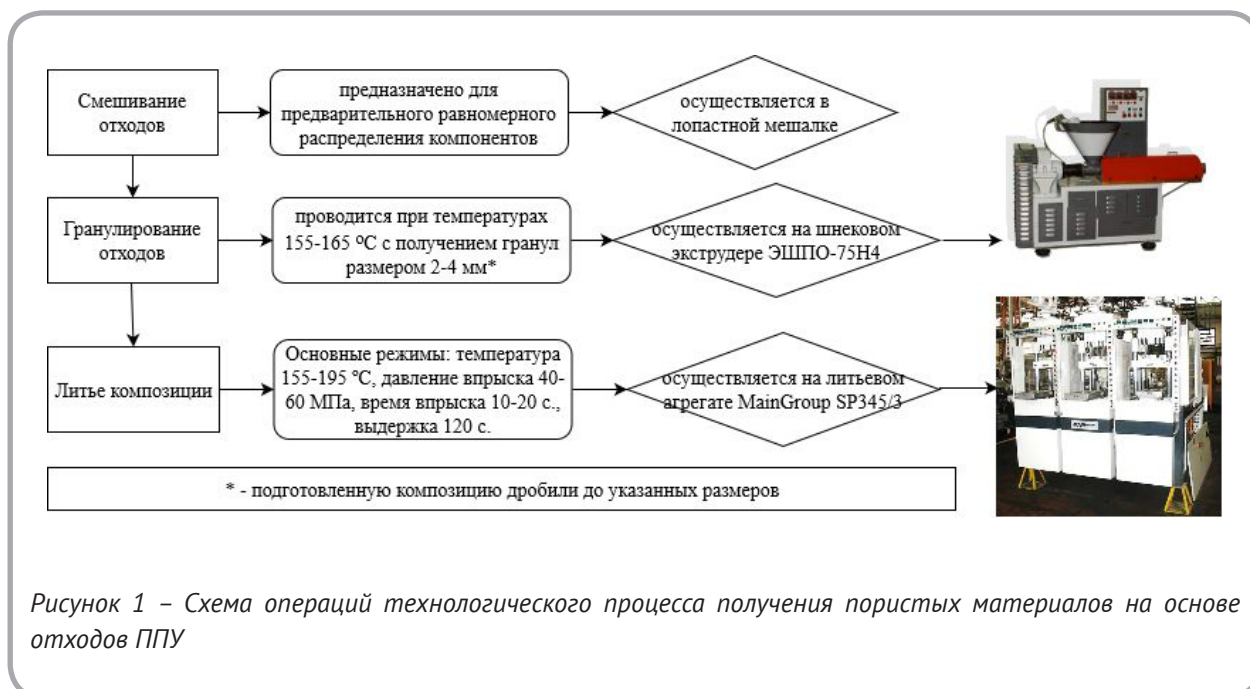 Смешивание
отходов
предназначено для
предварительного равномерного
распределения компонентов
осуществляется в
лопастной мешалке
Гранулирование
отходов
проводится при температурах
155-165 ºС с получением гранул
размером 2-4 мм*
осуществляется на шнековом
экструдере ЭШПО-75Н4
Литье композиции
Основные режимы: температура
155-195 ºС, давление впрыска 40-
60 МПа, время впрыска 10-20 с.,
выдержка 120 с.
осуществляется на литьевом
агрегате MainGroup SP345/3
* - подготовленную композицию дробили до указанных размеров
Рисунок 1 – Схема операций технологического процесса получения пористых материалов на основе
отходов ППУ